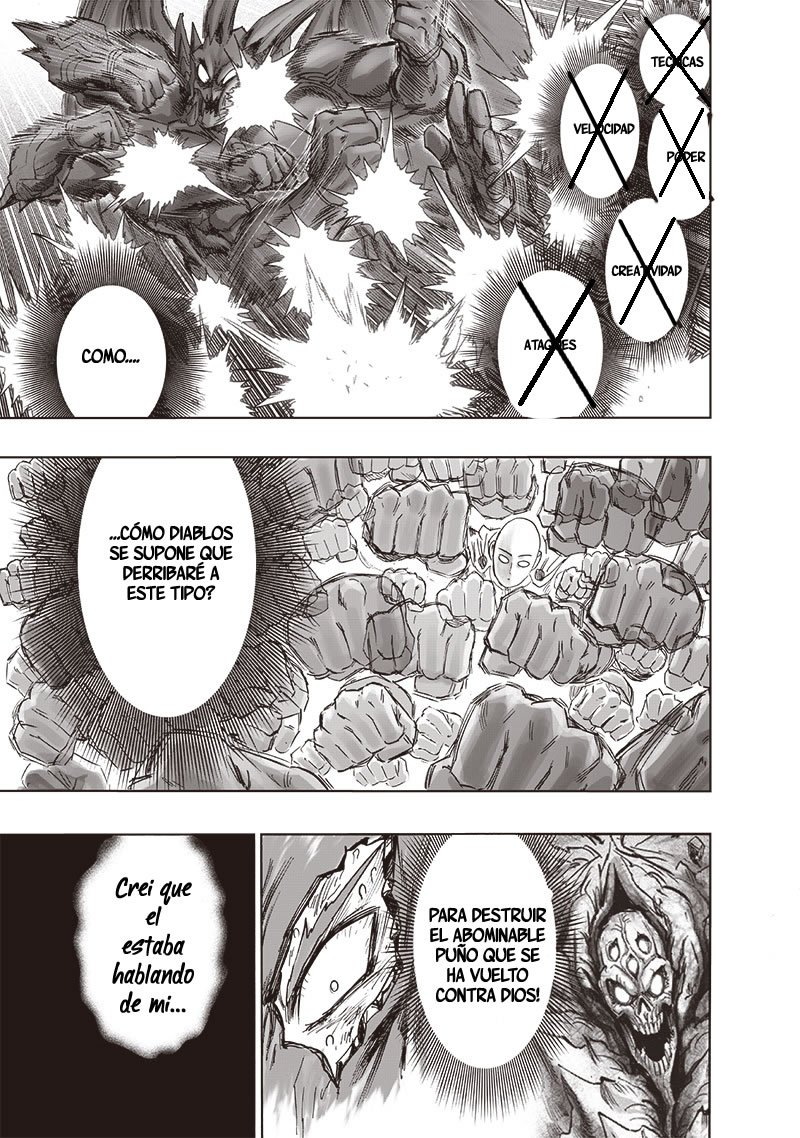 TECNICAS
VELOCIDAD
PODER
CREATIVIDAD
ATAQUES
COMO....
...CÓMO DIABLOS
SE SUPONE QUE
DERRIBARÉ A
ESTE TIPO?
PARA DESTRUIR
EL ABOMINABLE
PUÑO QUE SE
HA VUELTO
CONTRA DIOS!
Crei que
el
estaba
hablando
de mi...